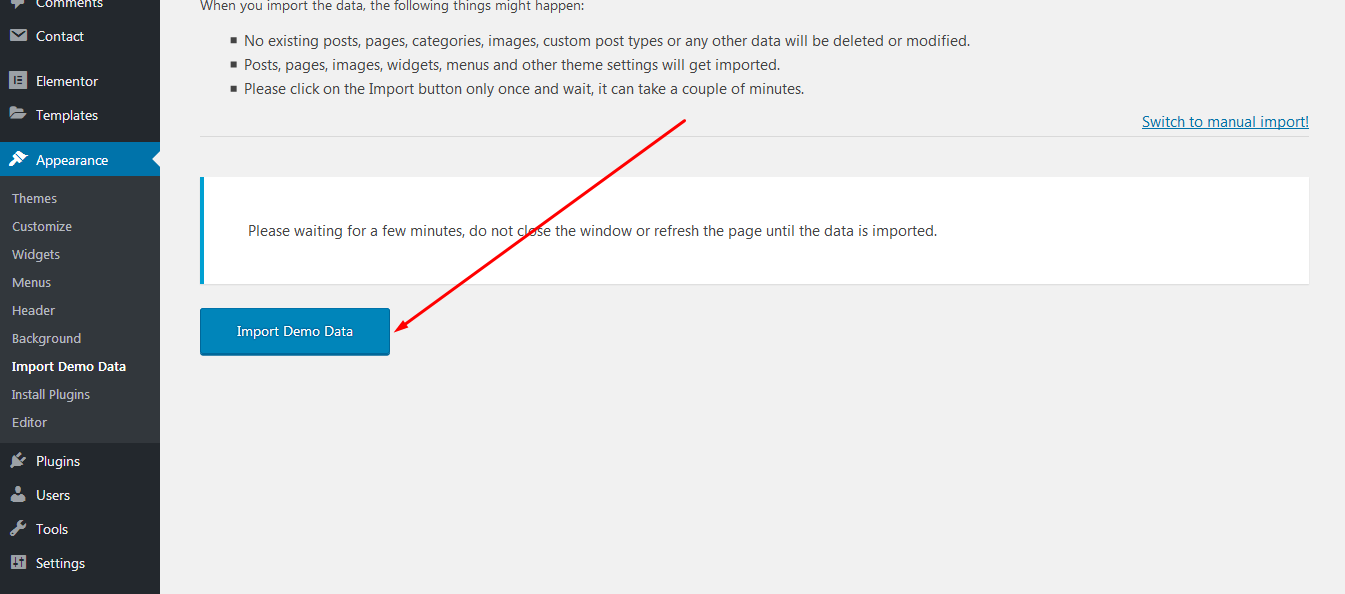 Comments
Contact
Elementor
Templates
Appearance
Themes
Customize
Widgets
Menus
Header
Background
Import Demo Data
Install Plugins
Editor
Plugins
Users
Tools
Settings
When you import the data, the following things might happen:
No existing posts, pages, categories, images, custom post types or any other data will be deleted or modified.
Posts, pages, images, widgets, menus and other theme settings will get imported.
Please click on the Import button only once and wait, it can take a couple of minutes.
Switch to manual import!
Please waiting for a few minutes, do not close the window or refresh the page until the data is imported.
Import Demo Data